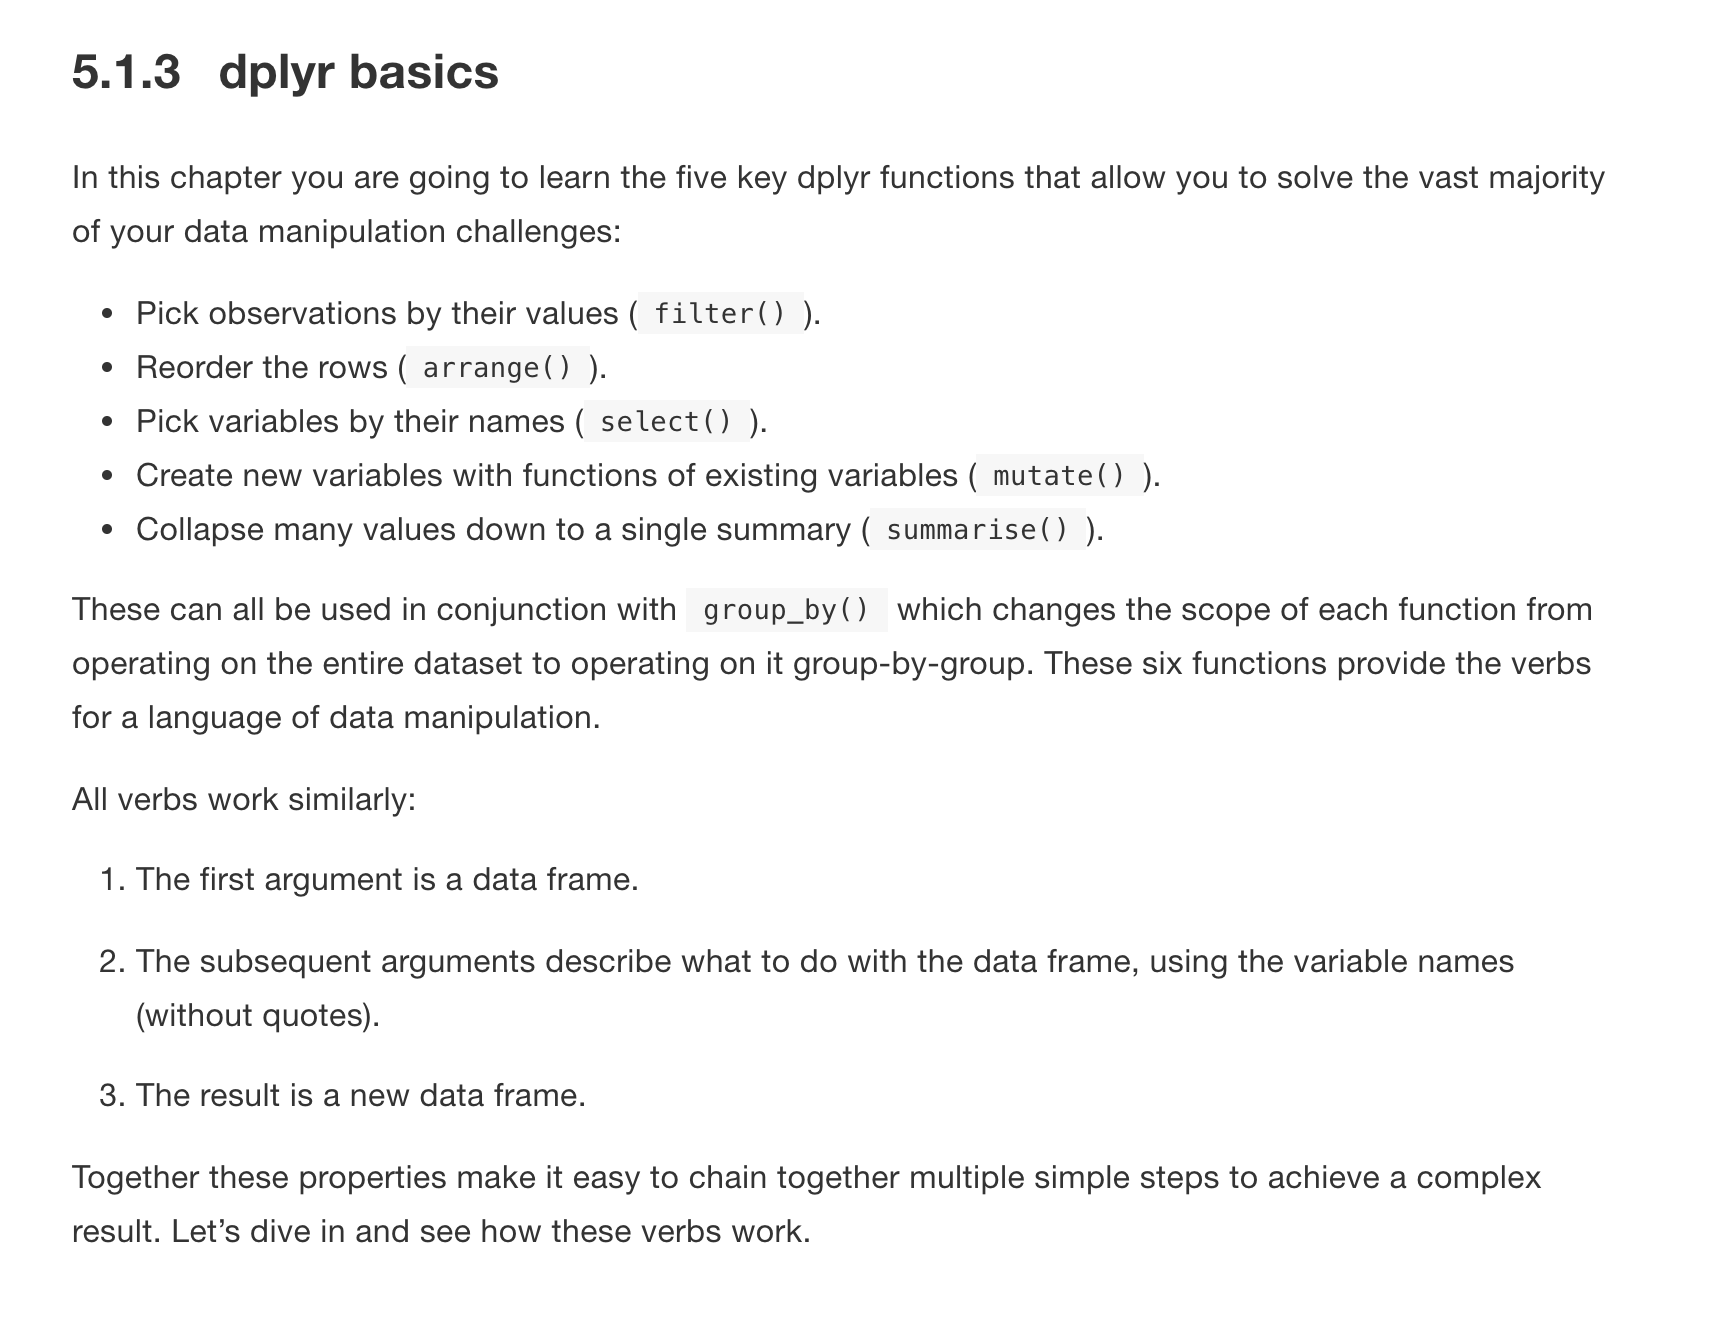 5.1.3 dplyr basics
In this chapter you are going to learn the five key dplyr functions that allow you to solve the vast majority
of your data manipulation challenges:
• Pick observations by their values ( filter() ).
• Reorder the rows ( arrange() ).
• Pick variables by their names ( select() ).
• Create new variables with functions of existing variables ( mutate() ).
• Collapse many values down to a single summary ( summarise() ).
These can all be used in conjunction with group_by() which changes the scope of each function from
operating on the entire dataset to operating on it group-by-group. These six functions provide the verbs
for a language of data manipulation.
All verbs work similarly:
1. The first argument is a data frame.
2. The subsequent arguments describe what to do with the data frame, using the variable names
(without quotes).
3. The result is a new data frame.
Together these properties make it easy to chain together multiple simple steps to achieve a complex
result. Let’s dive in and see how these verbs work.